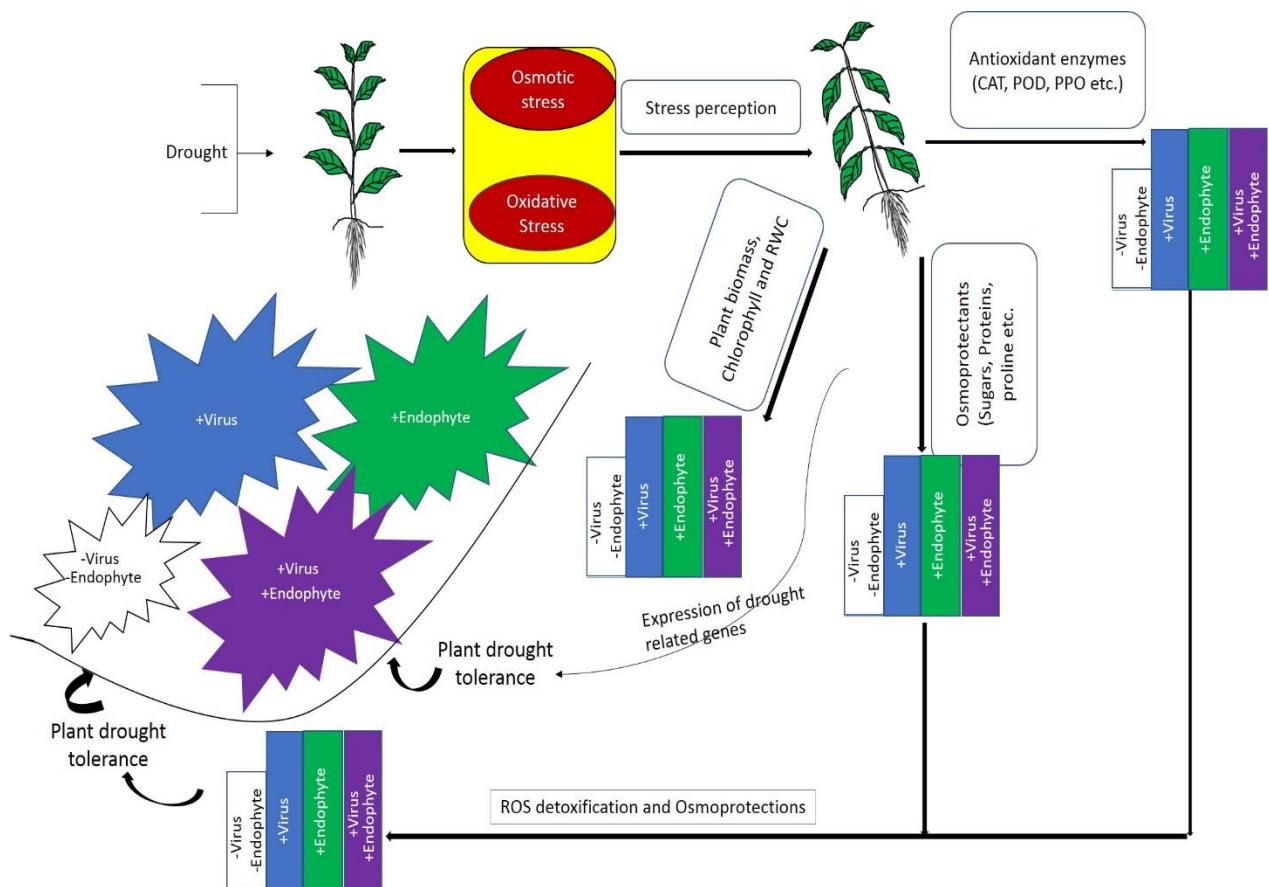 Drought
Osmotic
stress
Oxidative
Stress
Stress perception
Antioxidant enzymes
(CAT, POD, PPO etc.)
-Virus
-Endophyte
+Virus
+Endophyte
+Virus
+Endophyte
Plant biomass,
Chlorophyll and RWC
Osmoprotectants
(Sugars, Proteins,
proline etc.
-Virus
-Endophyte
+Virus
+Endophyte
+Virus
+Endophyte
-Virus
-Endophyte
+Virus
+Endophyte
+Virus
+Endophyte
+Virus
+Endophyte
-Virus
-Endophyte
+Virus
+Endophyte
Expression of drought
related genes
Plant drought
tolerance
Plant drought
tolerance
-Virus
-Endophyte
+Virus
+Endophyte
+Virus
+Endophyte
ROS detoxification and Osmoprotections